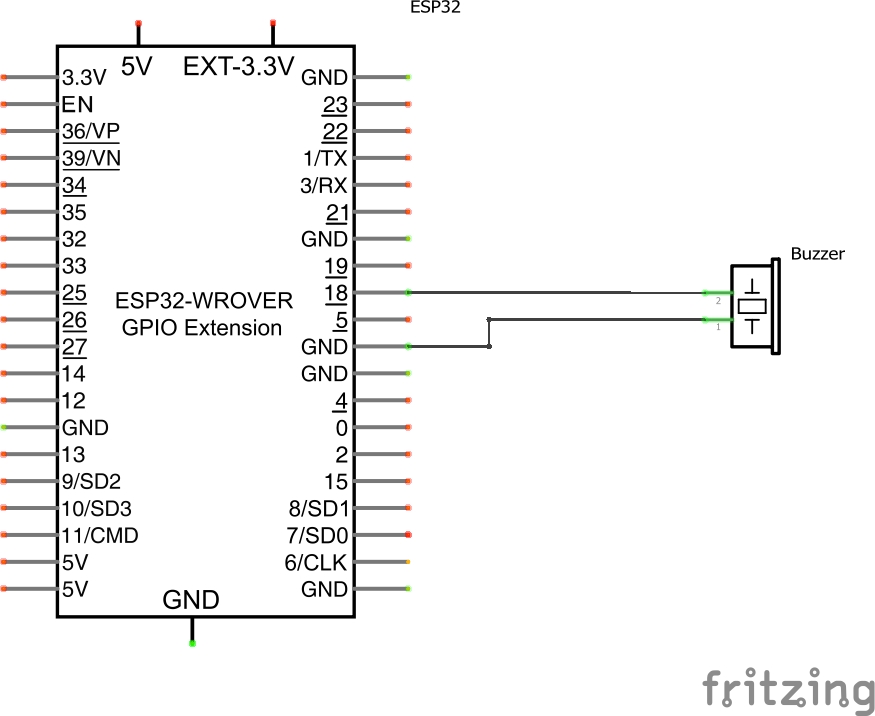 ESP32
5V EXT-3.3V
3.3V GND
EN 23
36/VP 22
39/VN 1/TX
34 3/RX
35 21
32 GND
33 19
25 18
26 5
27 GND
14 GND
12 4
GND 0
13 2
9/SD2 15
10/SD3 8/SD1
11/CMD 7/SD0
5V 6/CLK
5V GND
GND
ESP32-WROVER
GPIO Extension
Buzzer
2
1
fritzing